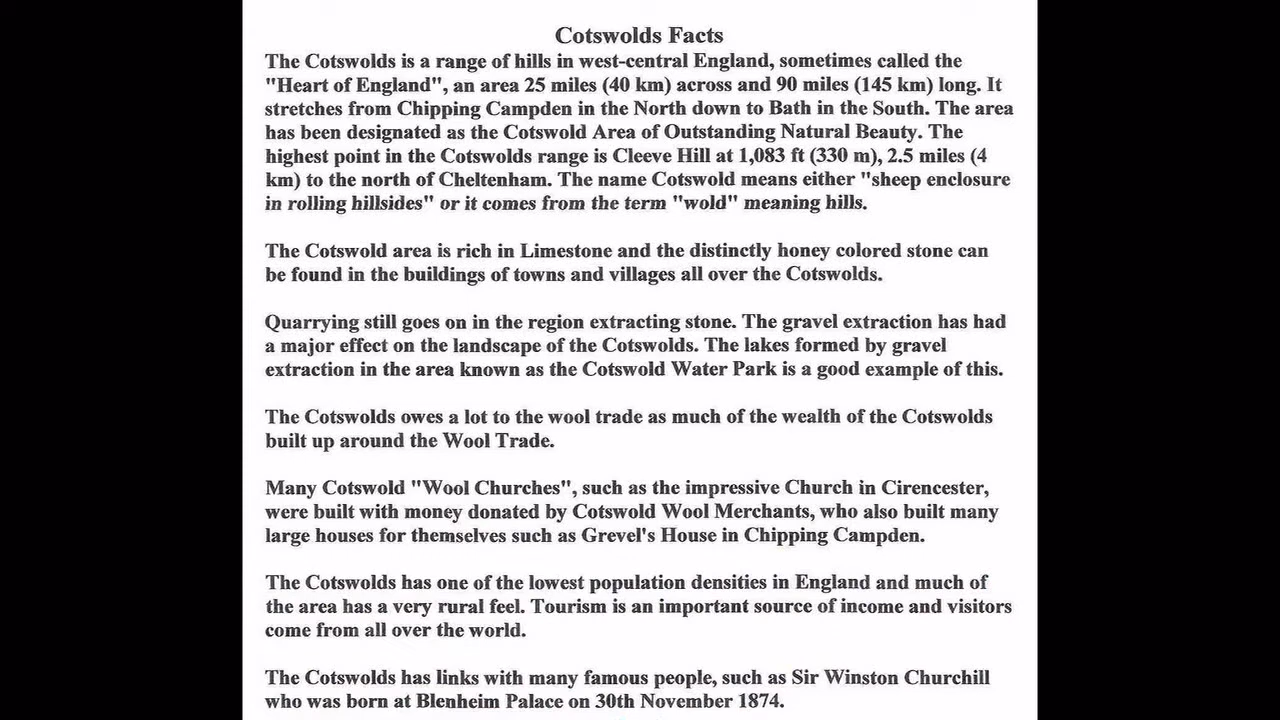 Cotswolds Facts
The Cotswolds is a range of hills in west-central England, sometimes called the
"Heart of England", an area 25 miles (40 km) across and 90 miles (145 km) long. It
stretches from Chipping Campden in the North down to Bath in the South. The area
has been designated as the Cotswold Area of Outstanding Natural Beauty. The
highest point in the Cotswolds range is Cleeve Hill at 1,083 ft (330 m), 2.5 miles (4
km) to the north of Cheltenham. The name Cotswold means either "sheep enclosure
in rolling hillsides" or it comes from the term "wold" meaning hills.
The Cotswold area is rich in Limestone and the distinctly honey colored stone can
be found in the buildings of towns and villages all over the Cotswolds.
Quarrying still goes on in the region extracting stone. The gravel extraction has had
a major effect on the landscape of the Cotswolds. The lakes formed by gravel
extraction in the area known as the Cotswold Water Park is a good example of this.
The Cotswolds owes a lot to the wool trade as much of the wealth of the Cotswolds
built up around the Wool Trade.
Many Cotswold "Wool Churches", such as the impressive Church in Cirencester,
were built with money donated by Cotswold Wool Merchants, who also built many
large houses for themselves such as Grevel's House in Chipping Campden.
The Cotswolds has one of the lowest population densities in England and much of
the area has a very rural feel. Tourism is an important source of income and visitors
come from all over the world.
The Cotswolds has links with many famous people, such as Sir Winston Churchill
who was born at Blenheim Palace on 30th November 1874.